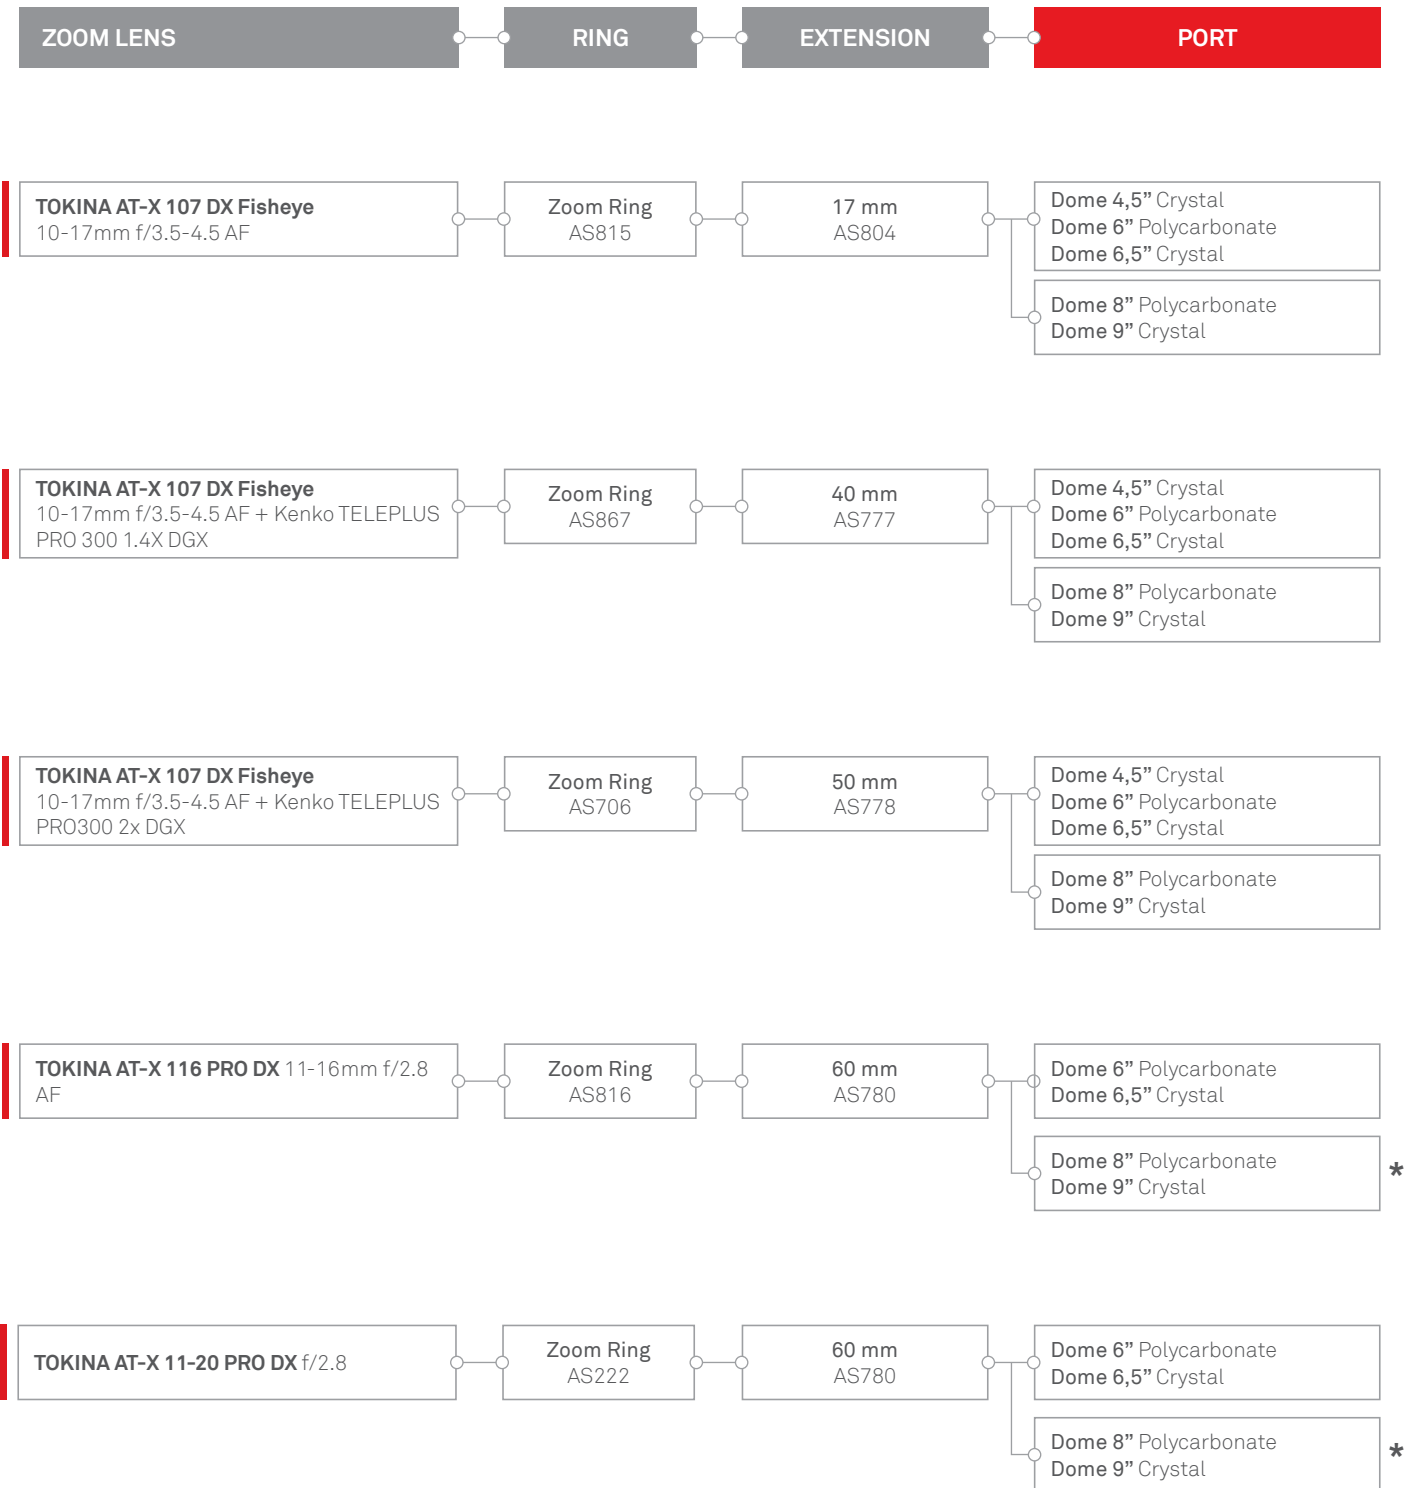 ZOOM LENS
RING
EXTENSION
PORT
TOKINA AT-X 107 DX Fisheye
10-17mm f/3.5-4.5 AF
Zoom Ring
AS815
17 mm
AS804
Dome 4,5” Crystal
Dome 6” Polycarbonate
Dome 6,5” Crystal
Dome 8” Polycarbonate
Dome 9” Crystal
TOKINA AT-X 107 DX Fisheye
10-17mm f/3.5-4.5 AF + Kenko TELEPLUS
PRO 300 1.4X DGX
Zoom Ring
AS867
40 mm
AS777
Dome 4,5” Crystal
Dome 6” Polycarbonate
Dome 6,5” Crystal
Dome 8” Polycarbonate
Dome 9” Crystal
TOKINA AT-X 107 DX Fisheye
10-17mm f/3.5-4.5 AF + Kenko TELEPLUS
PRO300 2x DGX
Zoom Ring
AS706
50 mm
AS778
Dome 4,5” Crystal
Dome 6” Polycarbonate
Dome 6,5” Crystal
Dome 8” Polycarbonate
Dome 9” Crystal
TOKINA AT-X 116 PRO DX 11-16mm f/2.8
AF
Zoom Ring
AS816
60 mm
AS780
Dome 6” Polycarbonate
Dome 6,5” Crystal
Dome 8” Polycarbonate
Dome 9” Crystal
*
TOKINA AT-X 11-20 PRO DX f/2.8
Zoom Ring
AS222
60 mm
AS780
Dome 6” Polycarbonate
Dome 6,5” Crystal
Dome 8” Polycarbonate
Dome 9” Crystal
*